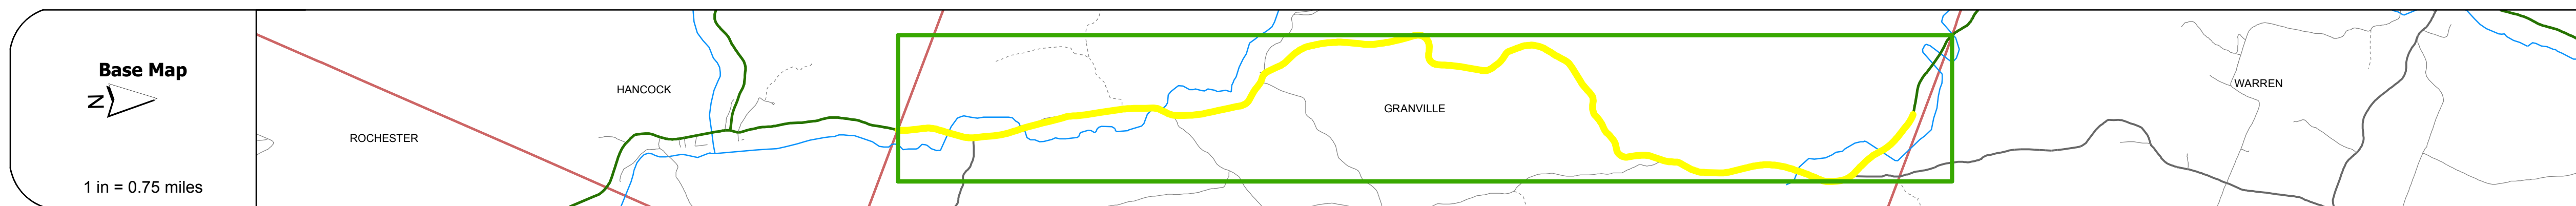 Base Map
N
1 in = 0.75 miles
ROCHESTER
HANCOCK
GRANVILLE
WARREN